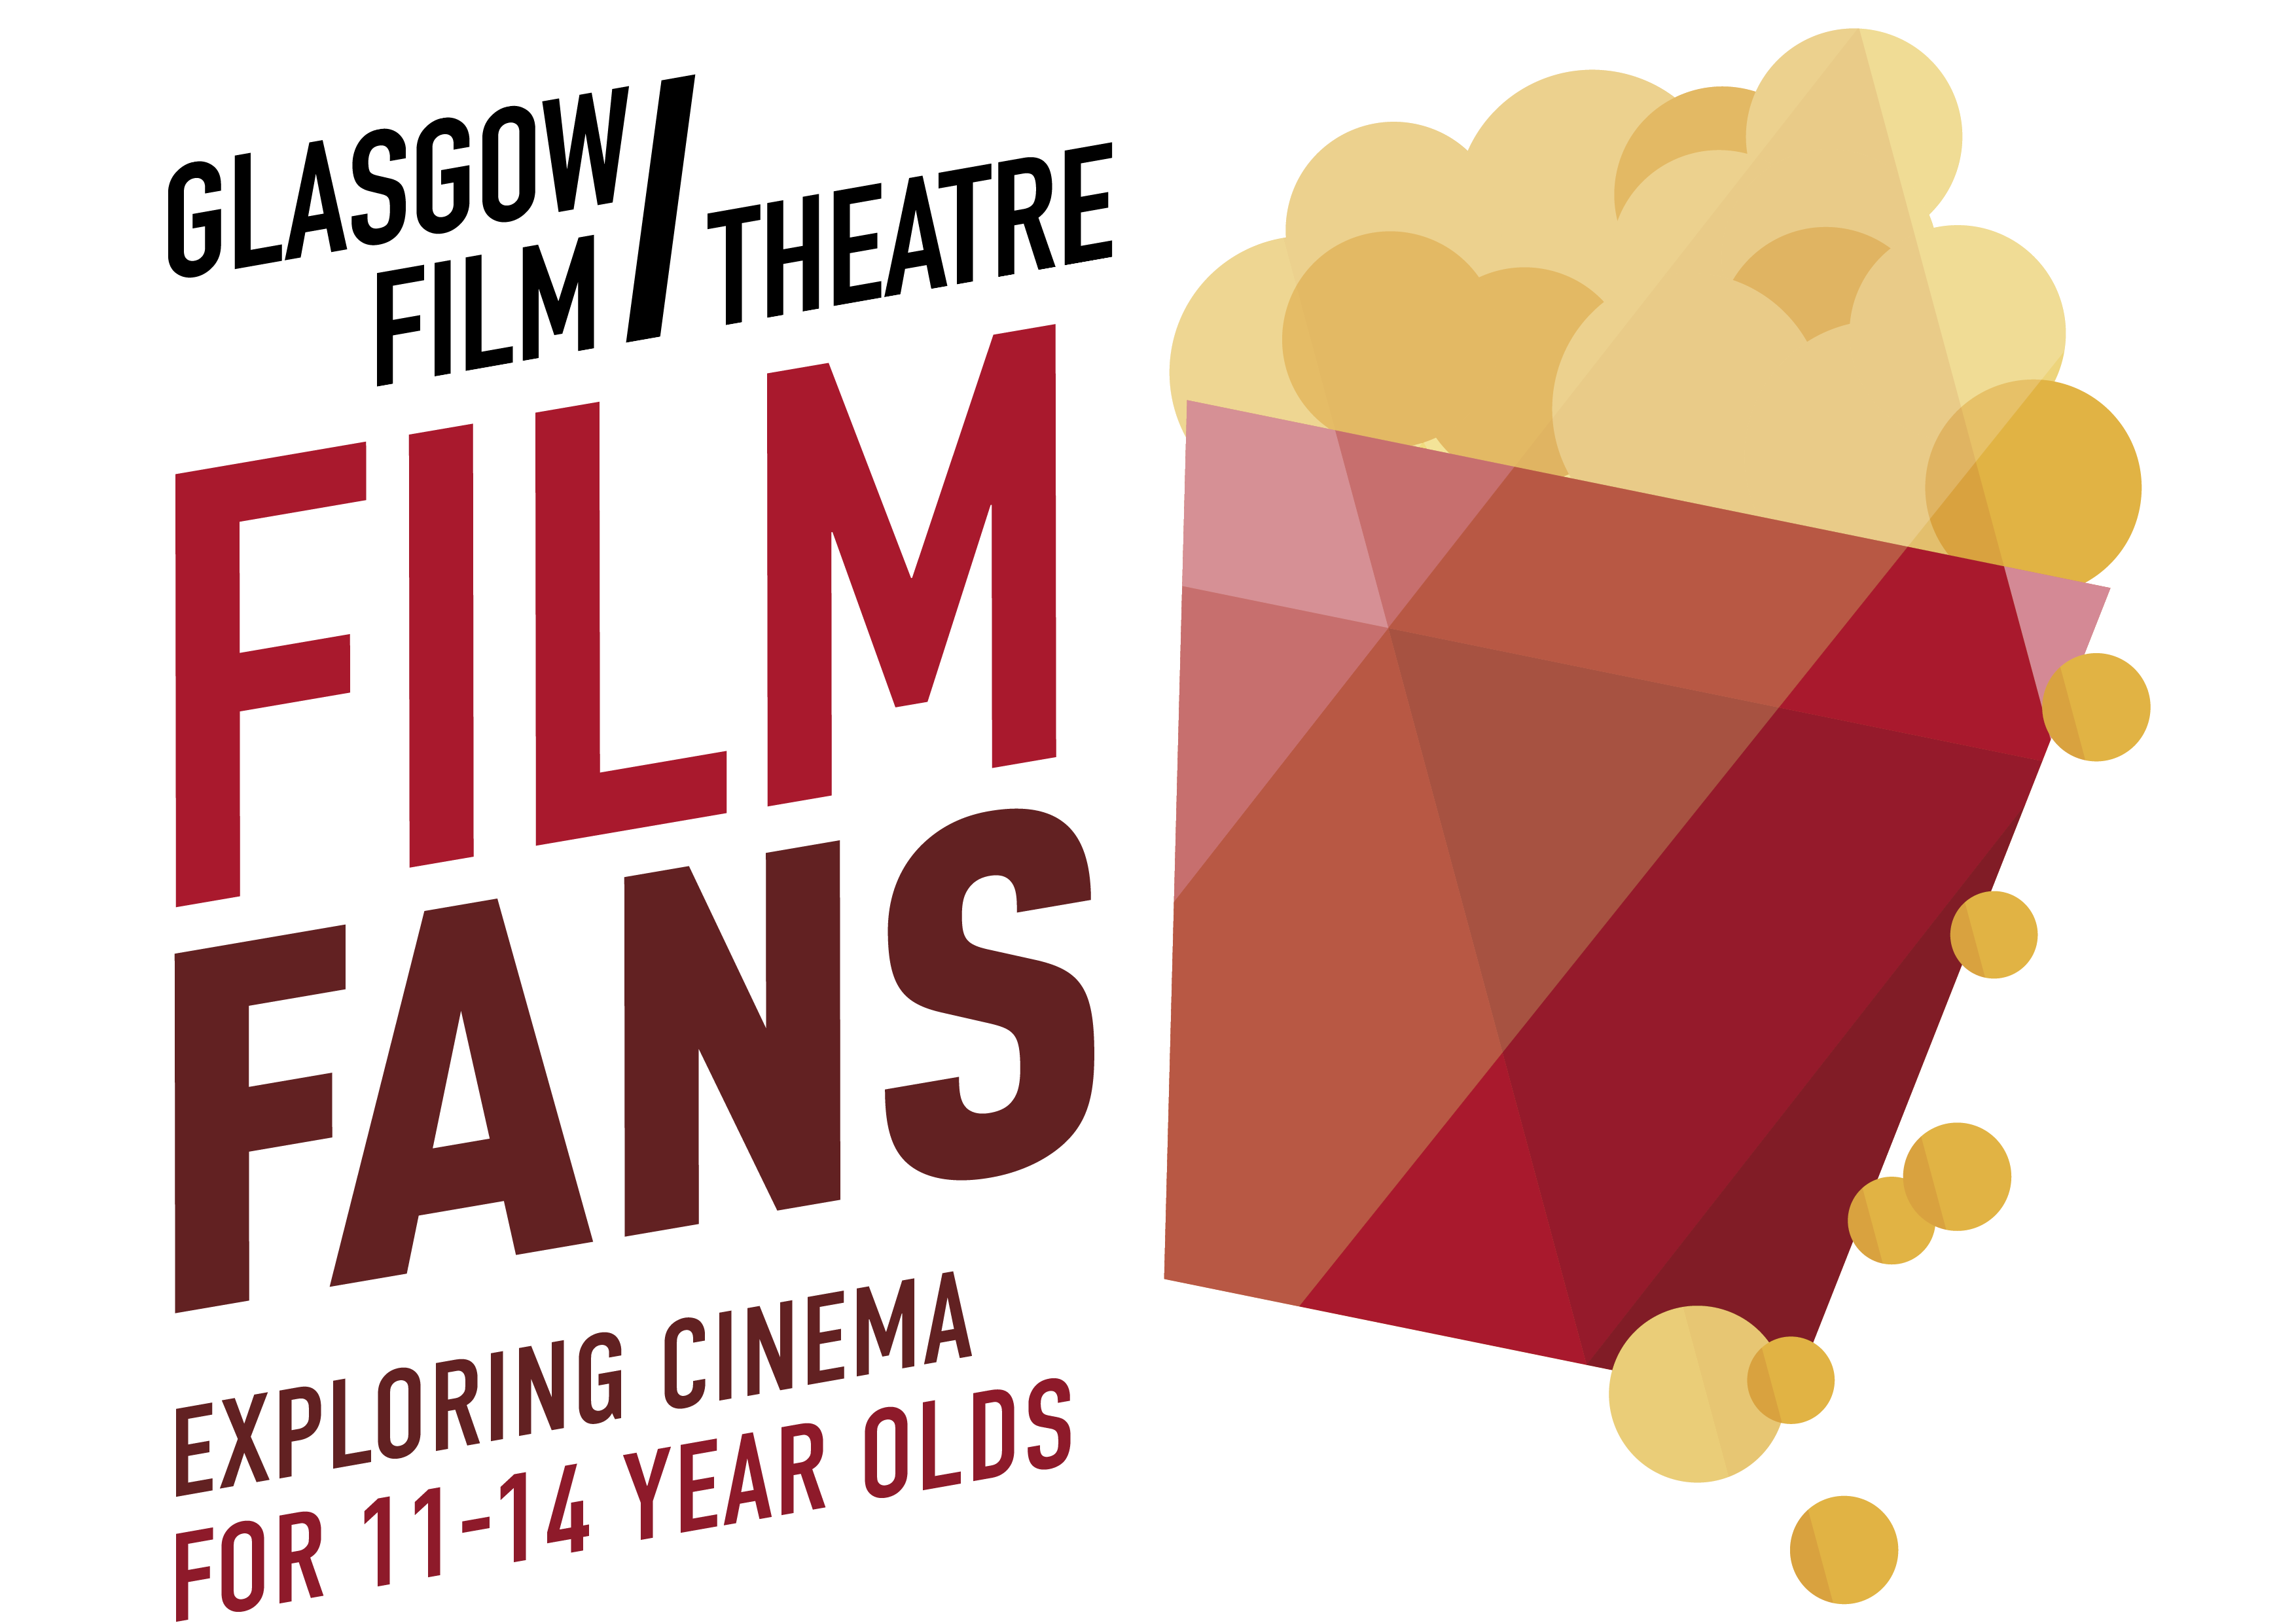 GLASGOW
FILM / THEATRE
FILM
FANS
EXPLORING CINEMA
FOR 11-14 YEAR OLDS